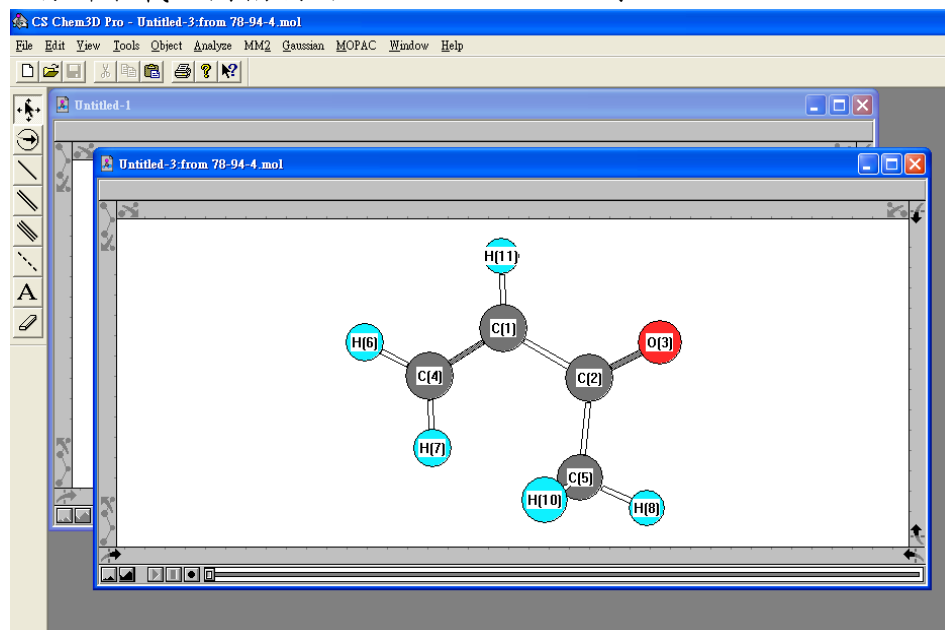 CS Chem3D Pro - Untitled-3:from 78-94-4.mol
File Edit View Tools Object Analyze MM2 Gaussian MOPAC Window Help
Untitled-1
Untitled-3:from 78-94-4.mol
A
H(11)
C(1)
H(6)
O(3)
C(4)
C(2)
H(7)
C(5)
H(10)
H(8)